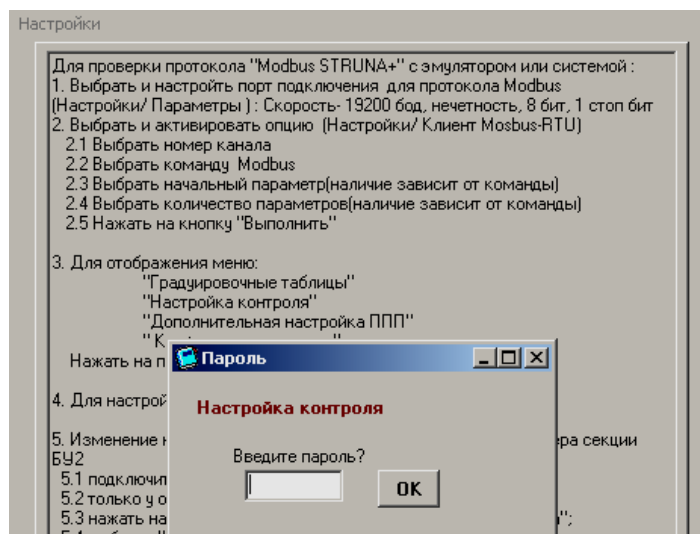 Настройки
Для проверки протокола "Modbus STRUNA+" с эмулятором или системой :
1. Выбрать и настройть порт подключения для протокола Modbus
(Настройки/ Параметры ) : Скорость- 19200 бод, нечетность, 8 бит, 1 стоп бит
2. Выбрать и активировать опцию (Настройки/ Клиент Mosbus-RTU)
2.1 Выбрать номер канала
2.2 Выбрать команду Modbus
2.3 Выбрать начальный параметр(наличие зависит от команды)
2.4 Выбрать количество параметров(наличие зависит от команды)
2.5 Нажать на кнопку "Выполнить"
3. Для отображения меню:
"Градуировочные таблицы"
"Настройка контроля"
"Дополнительная настройка ППП"
Нажать на
4. Для
5. Изменение
секции
БУ2
5.1
5.2 только у
5.3 нажать на
Пароль
Настройка контроля
Введите пароль?
OK